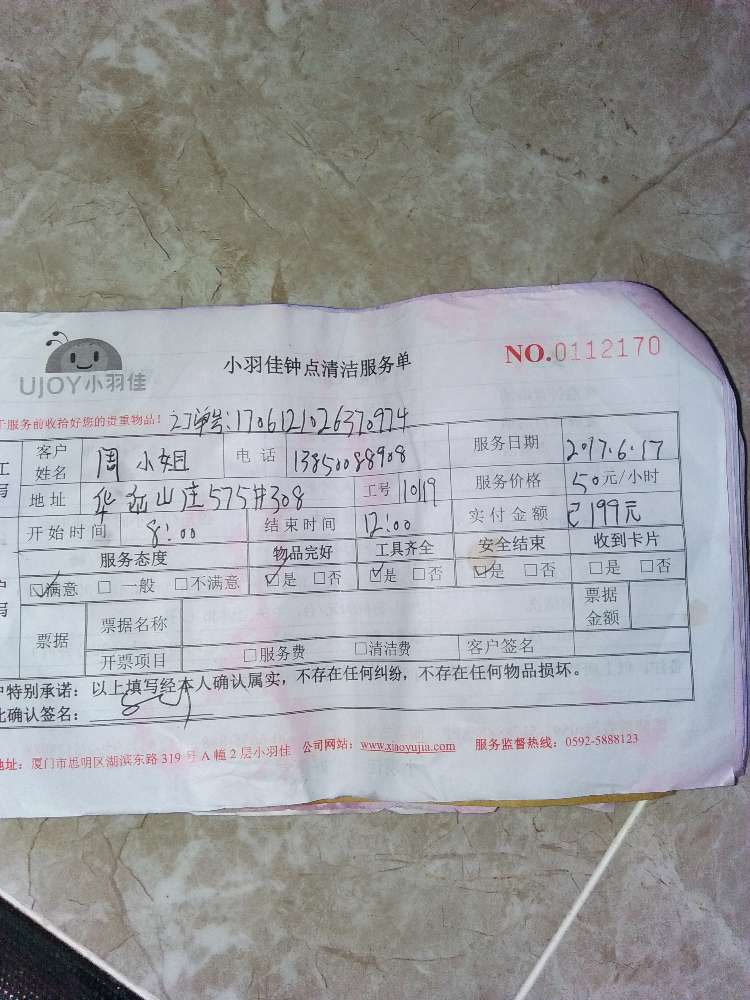 UJOY小羽佳
小羽佳钟点清洁服务单
NO.0112170
服务前收拾好您的贵重物品！ 订单号：1706121026370974
客户姓名 周小姐 电话 13850088908 服务日期 2017.6.17
地址 华 山庄575#308 工号 10119 服务价格 50元/小时
开始时间 8:00 结束时间 12:00 实付金额 已199元
服务态度 物品完好 工具齐全 安全结束 收到卡片
☑满意 □一般 □不满意 ☑是 □否 ☑是 □否 ☑是 □否 □是 □否
票据 票据名称 票据金额
开票项目 □服务费 □清洁费 客户签名
户特别承诺：以上填写经本人确认属实，不存在任何纠纷，不存在任何物品损坏。
此确认签名：
地址：厦门市思明区湖滨东路 319 号 A 幢 2 层小羽佳 公司网站：www.xiaoyujia.com 服务监督热线：0592-5888123